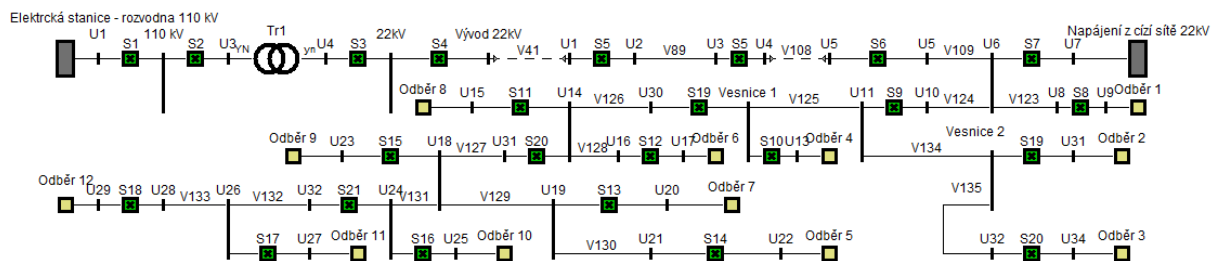 Elektrcká stanice - rozvodna 110 kV
U1 S1 110 kV S2 U3 YN Tr1 yn U4 S3 22kV S4 Vývod 22kV V41 U1 S5 U2 V89 U3 S5 U4 V108 U5 S6 U5 V109 U6 S7 U7 Napájení z cízí sítě 22kV
Odběr 8 U15 S11 U14 V126 U30 S19 Vesnice 1 V125 U11 S9 U10 V124 V123 U8 S8 U9 Odběr 1
Odběr 9 U23 S15 U18 V127 U31 S20 V128 U16 S12 U17 Odběr 6 S10 U13 Odběr 4 V134 Vesnice 2 S19 U31 Odběr 2
Odběr 12 U29 S18 U28 V133 U26 V132 U32 S21 U24 V131 V129 U19 S13 U20 Odběr 7 V135
S17 U27 Odběr 11 S16 U25 Odběr 10 V130 U21 S14 U22 Odběr 5 U32 S20 U34 Odběr 3